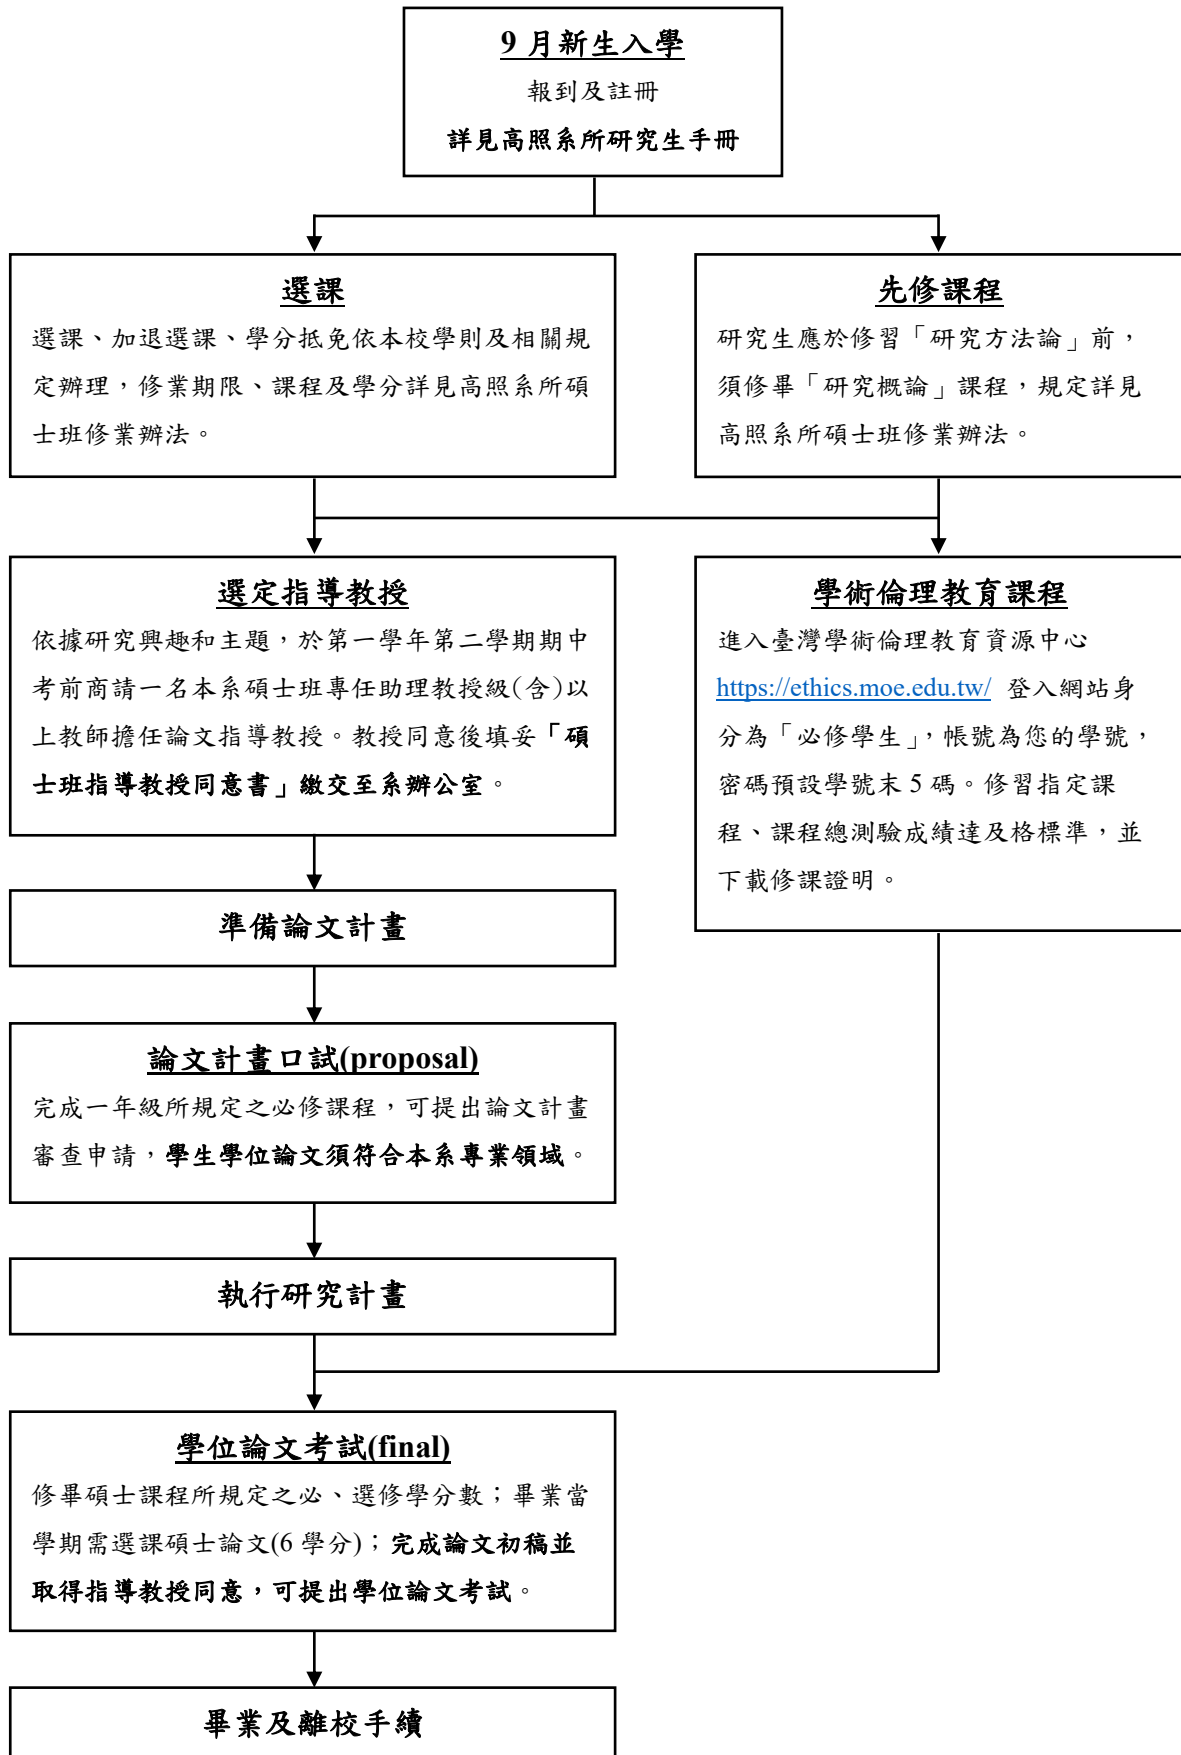 9 月新生入學
報到及註冊
詳見高照系所研究生手冊
選課
選課、加退選課、學分抵免依本校學則及相關規
定辦理，修業期限、課程及學分詳見高照系所碩
士班修業辦法。
先修課程
研究生應於修習「研究方法論」前，
須修畢「研究概論」課程，規定詳見
高照系所碩士班修業辦法。
選定指導教授
依據研究興趣和主題，於第一學年第二學期期中
考前商請一名本系碩士班專任助理教授級(含)以
上教師擔任論文指導教授。教授同意後填妥「碩
士班指導教授同意書」繳交至系辦公室。
學術倫理教育課程
進入臺灣學術倫理教育資源中心
https://ethics.moe.edu.tw/ 登入網站身
分為「必修學生」，帳號為您的學號，
密碼預設學號末 5 碼。修習指定課
程、課程總測驗成績達及格標準，並
下載修課證明。
準備論文計畫
論文計畫口試(proposal)
完成一年級所規定之必修課程，可提出論文計畫
審查申請，學生學位論文須符合本系專業領域。
執行研究計畫
學位論文考試(final)
修畢碩士課程所規定之必、選修學分數；畢業當
學期需選課碩士論文(6 學分)；完成論文初稿並
取得指導教授同意，可提出學位論文考試。
畢業及離校手續